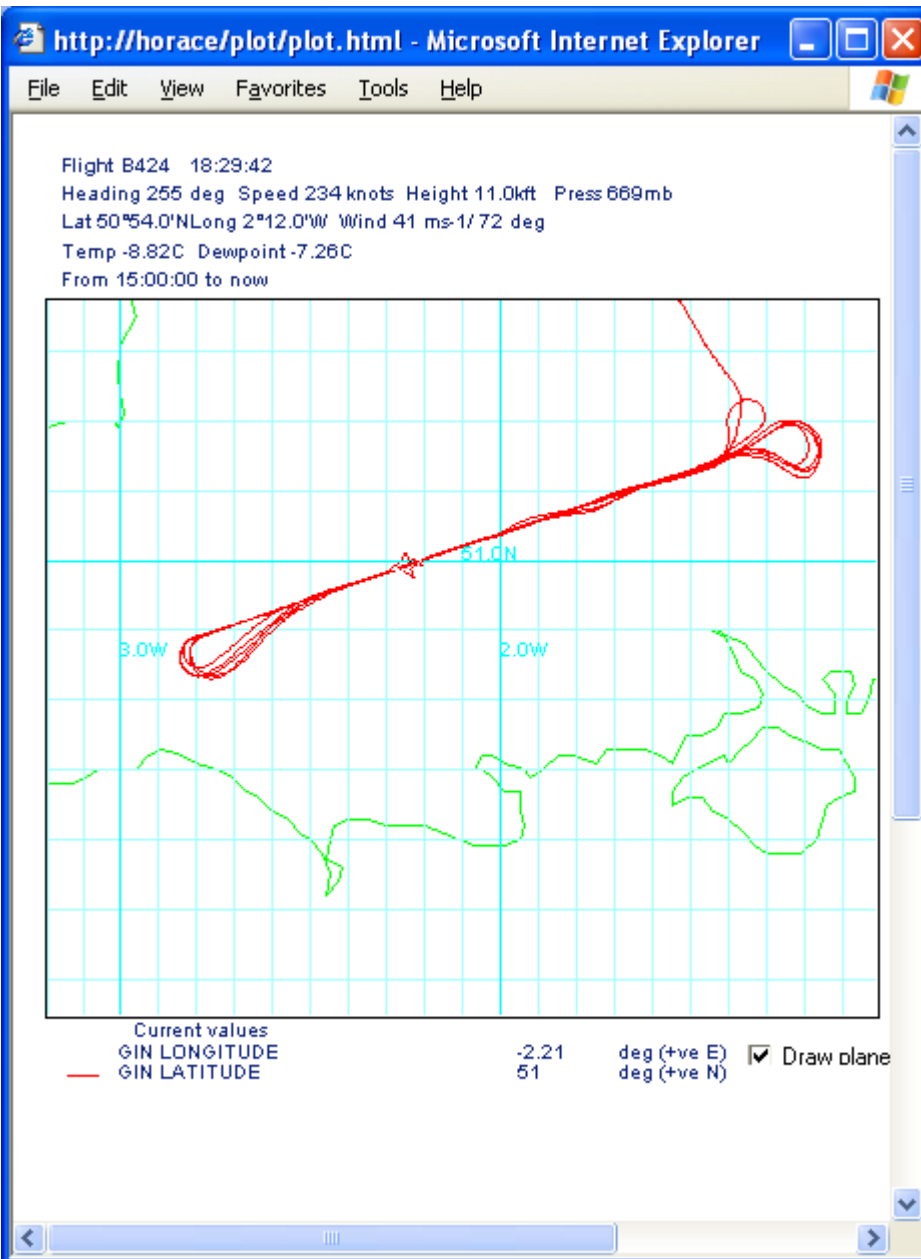 http://horace/plot/plot.html - Microsoft Internet Explorer
File Edit View Favorites Tools Help
Flight B424 18:29:42
Heading 255 deg Speed 234 knots Height 11.0kft Press 669mb
Lat 50°54.0'NLong 2°12.0'W Wind 41 ms-1/ 72 deg
Temp -8.82C Dewpoint -7.26C
From 15:00:00 to now
51.0N
3.0W 2.0W
Current values
GIN LONGITUDE -2.21 deg (+ve E)
GIN LATITUDE 51 deg (+ve N)
Draw plane